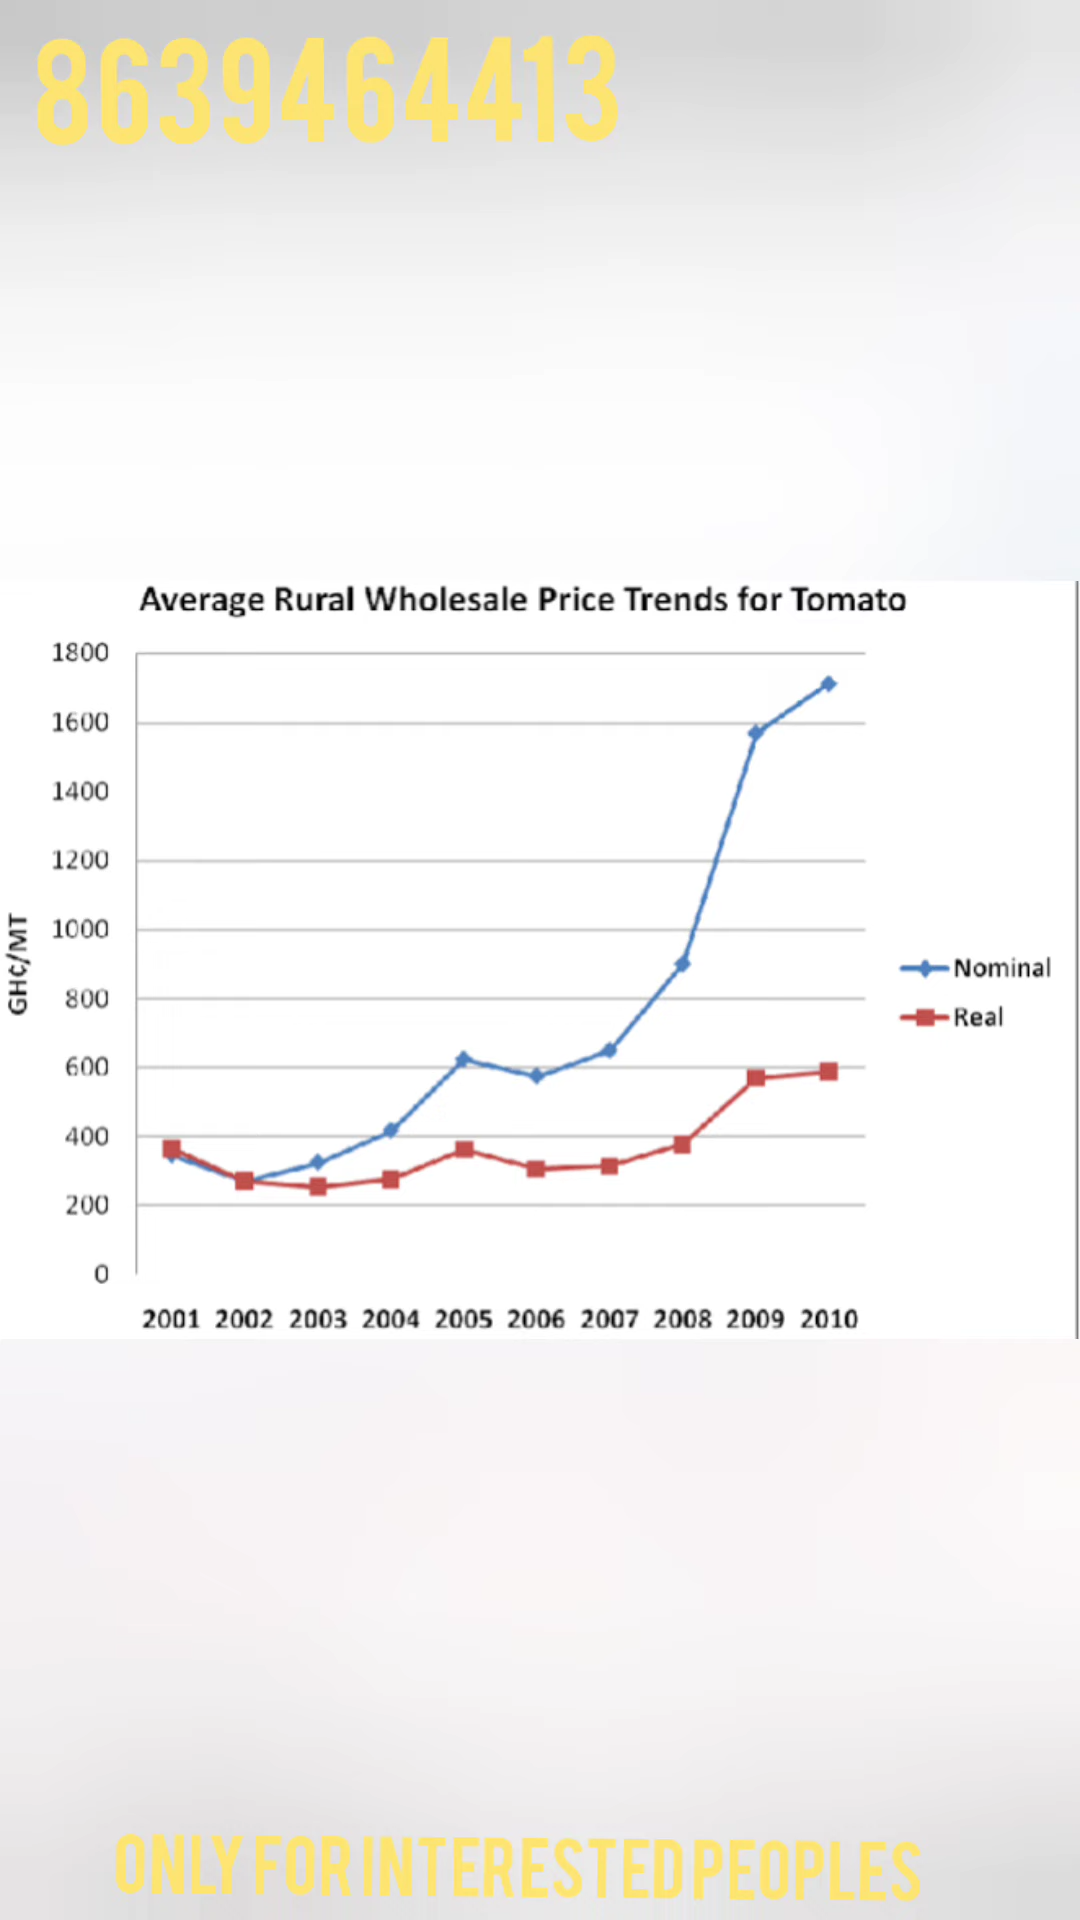 8639464413
Average Rural Wholesale Price Trends for Tomato
1800
1600
1400
1200
1000
800
600
400
200
0
GH¢/MT
Nominal
Real
2001 2002 2003 2004 2005 2006 2007 2008 2009 2010
ONLY FOR INTERESTED PEOPLES